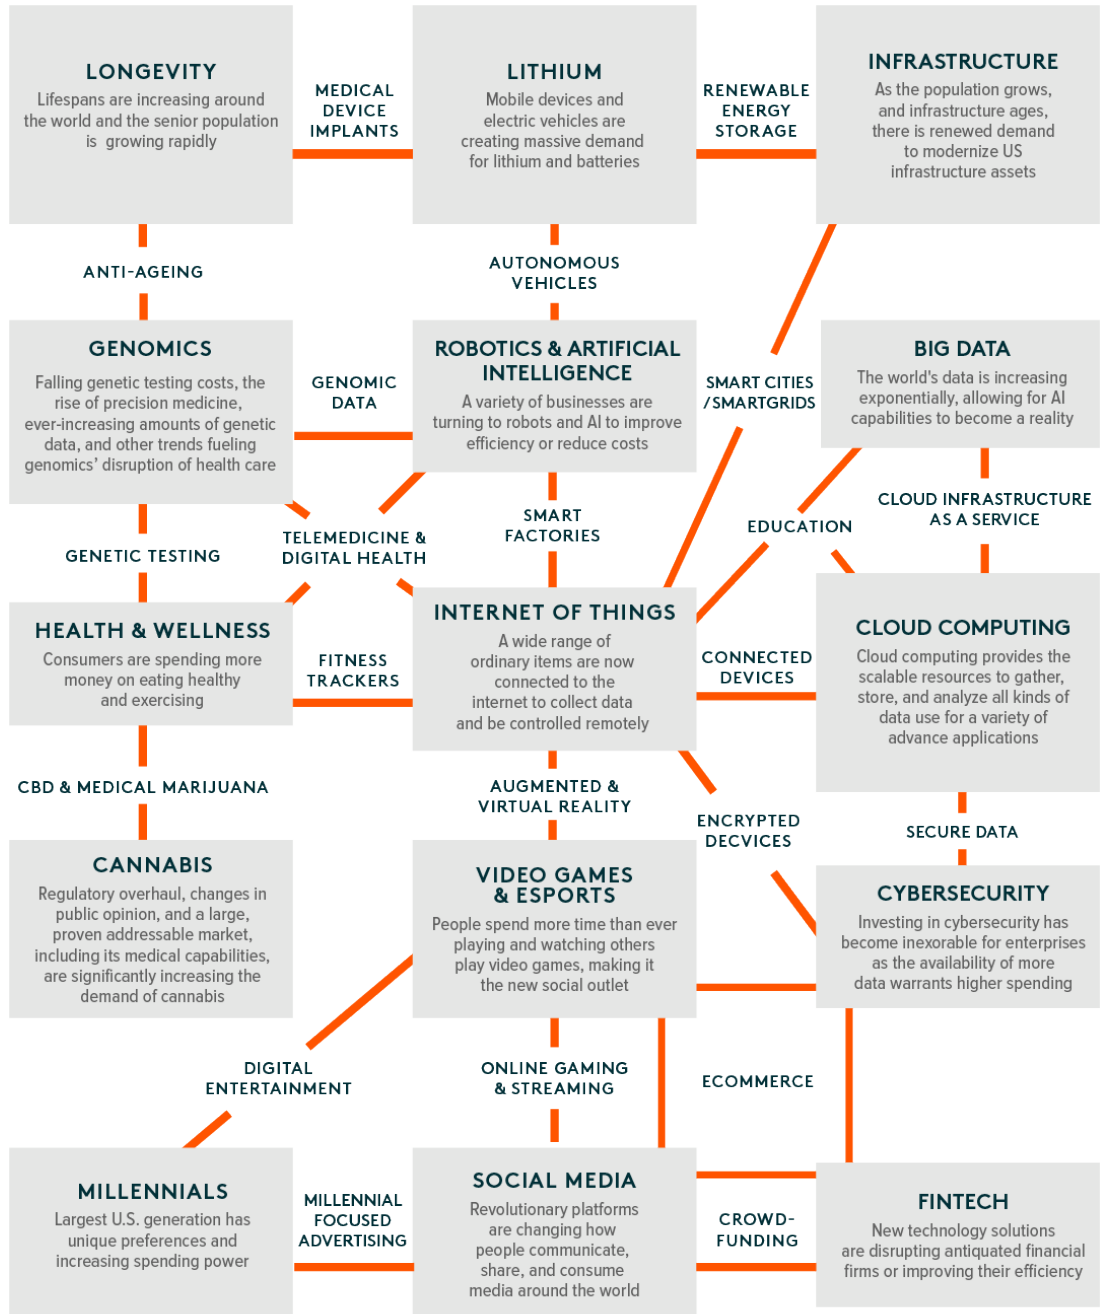 LONGEVITY
Lifespans are increasing around
the world and the senior population
is growing rapidly
MEDICAL
DEVICE
IMPLANTS
LITHIUM
Mobile devices and
electric vehicles are
creating massive demand
for lithium and batteries
RENEWABLE
ENERGY
STORAGE
INFRASTRUCTURE
As the population grows,
and infrastructure ages,
there is renewed demand
to modernize US
infrastructure assets
ANTI-AGEING
AUTONOMOUS
VEHICLES
GENOMICS
Falling genetic testing costs, the
rise of precision medicine,
ever-increasing amounts of genetic
data, and other trends fueling
genomics' disruption of health care
GENOMIC
DATA
ROBOTICS & ARTIFICIAL
INTELLIGENCE
A variety of businesses are
turning to robots and AI to improve
efficiency or reduce costs
SMART CITIES
/SMARTGRIDS
BIG DATA
The world's data is increasing
exponentially, allowing for AI
capabilities to become a reality
GENETIC TESTING
TELEMEDICINE &
DIGITAL HEALTH
SMART
FACTORIES
EDUCATION
CLOUD INFRASTRUCTURE
AS A SERVICE
HEALTH & WELLNESS
Consumers are spending more
money on eating healthy
and exercising
FITNESS
TRACKERS
INTERNET OF THINGS
A wide range of
ordinary items are now
connected to the
internet to collect data
and be controlled remotely
CONNECTED
DEVICES
CLOUD COMPUTING
Cloud computing provides the
scalable resources to gather,
store, and analyze all kinds of
data use for a variety of
advance applications
CBD & MEDICAL MARIJUANA
AUGMENTED &
VIRTUAL REALITY
ENCRYPTED
DECVICES
SECURE DATA
CANNABIS
Regulatory overhaul, changes in
public opinion, and a large,
proven addressable market,
including its medical capabilities,
are significantly increasing the
demand of cannabis
VIDEO GAMES
& ESPORTS
People spend more time than ever
playing and watching others
play video games, making it
the new social outlet
CYBERSECURITY
Investing in cybersecurity has
become inexorable for enterprises
as the availability of more
data warrants higher spending
DIGITAL
ENTERTAINMENT
ONLINE GAMING
& STREAMING
ECOMMERCE
MILLENNIALS
Largest U.S. generation has
unique preferences and
increasing spending power
MILLENNIAL
FOCUSED
ADVERTISING
SOCIAL MEDIA
Revolutionary platforms
are changing how
people communicate,
share, and consume
media around the world
CROWD-
FUNDING
FINTECH
New technology solutions
are disrupting antiquated financial
firms or improving their efficiency